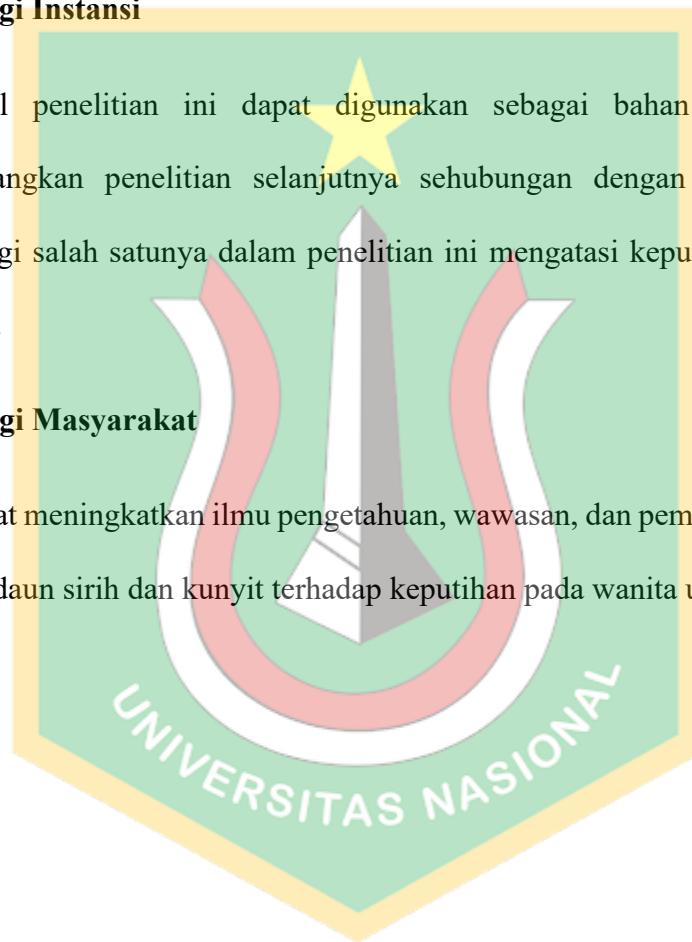 gi Instansi
l penelitian ini dapat digunakan sebagai bahan
angkan penelitian selanjutnya sehubungan dengan
gi salah satunya dalam penelitian ini mengatasi kepu
gi Masyarakat
at meningkatkan ilmu pengetahuan, wawasan, dan pem
daun sirih dan kunyit terhadap keputihan pada wanita u
UNIVERSITAS NASIONAL